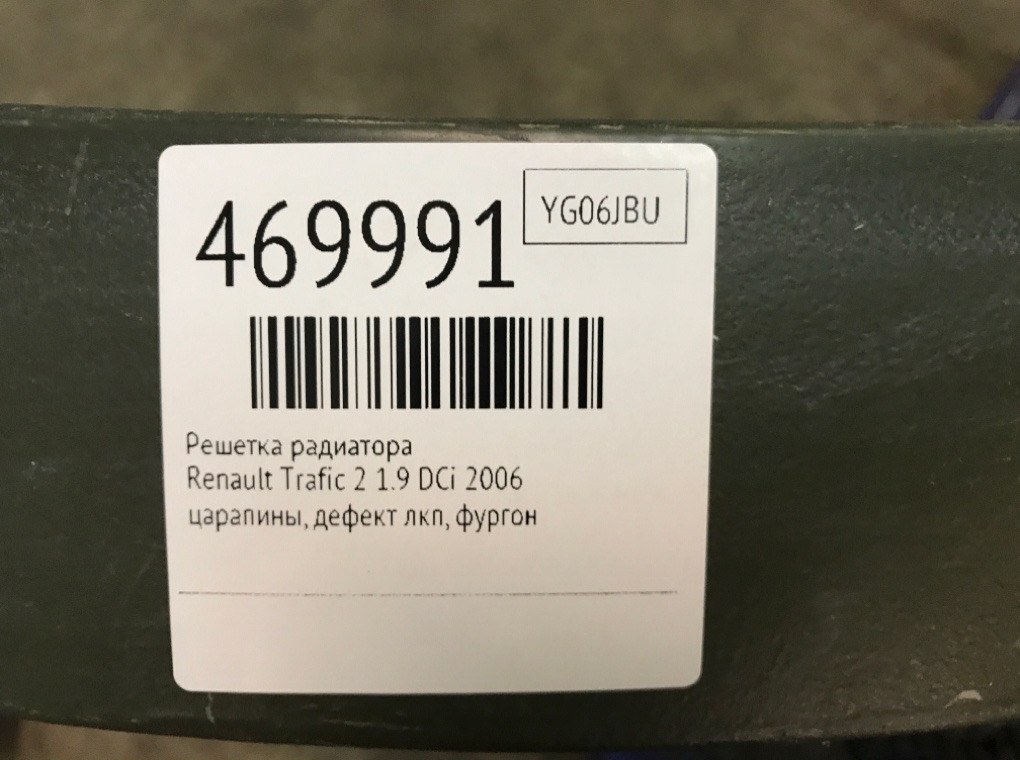 469991
YG06JBU
Решетка радиатора
Renault Trafic 2 1.9 DCi 2006
царапины, дефект лкп, фургон